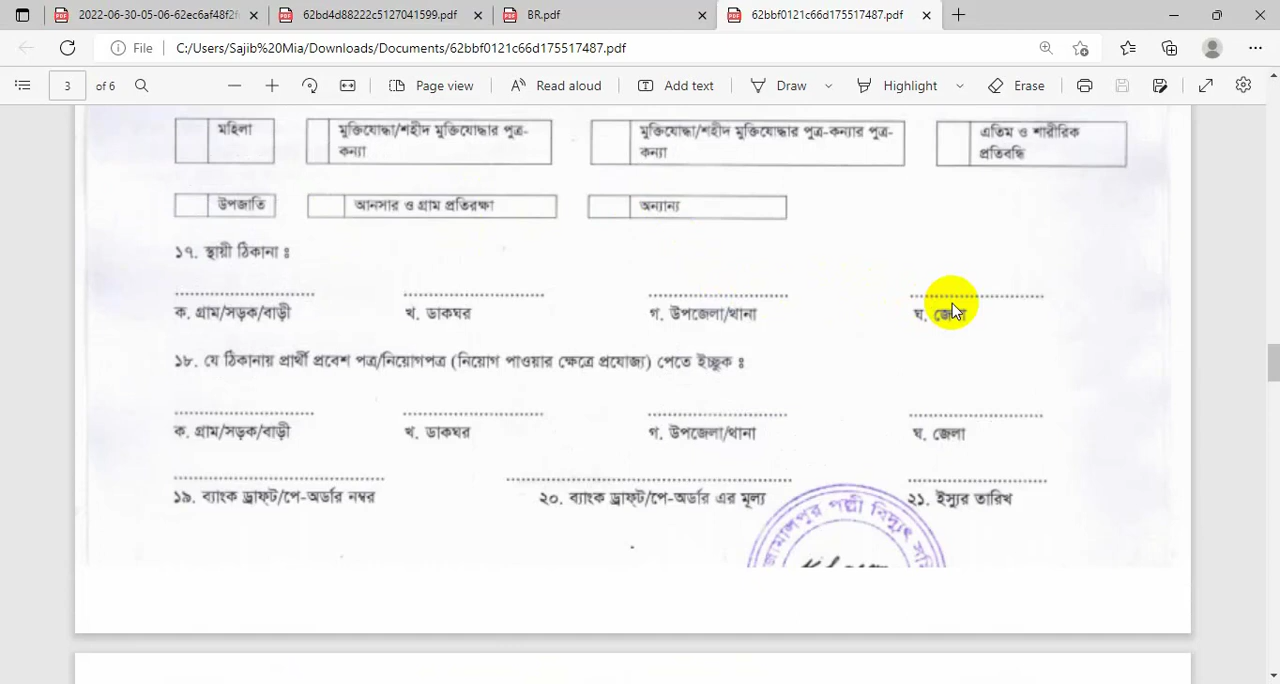 2022-06-30-05-06-62ec6af48f2f
62bd4d88222c5127041599.pdf
BR.pdf
62bbf0121c66d175517487.pdf
File
C:/Users/Sajib%20Mia/Downloads/Documents/62bbf0121c66d175517487.pdf
3 of 6
Page view
Read aloud
Add text
Draw
Highlight
Erase
মহিলা
মুক্তিযোদ্ধা/শহীদ মুক্তিযোদ্ধার পুত্র-
কন্যা
মুক্তিযোদ্ধা/শহীদ মুক্তিযোদ্ধার পুত্র-কন্যার পুত্র-
কন্যা
এতিম ও শারীরিক
প্রতিবন্ধি
উপজাতি
আনসার ও গ্রাম প্রতিরক্ষা
অন্যান্য
১৭. স্থায়ী ঠিকানা ঃ
ক. গ্রাম/সড়ক/বাড়ী
খ. ডাকঘর
গ. উপজেলা/থানা
ঘ. জেলা
১৮. যে ঠিকানায় প্রার্থী প্রবেশ পত্র/নিয়োগপত্র (নিয়োগ পাওয়ার ক্ষেত্রে প্রযোজ্য) পেতে ইচ্ছুক ঃ
ক. গ্রাম/সড়ক/বাড়ী
খ. ডাকঘর
গ. উপজেলা/থানা
ঘ. জেলা
১৯. ব্যাংক ড্রাফ্ট/পে-অর্ডার নম্বর
২০. ব্যাংক ড্রাফ্ট/পে-অর্ডার এর মূল্য
২১. ইস্যুর তারিখ
জামালপুর পল্লী বিদ্যুৎ